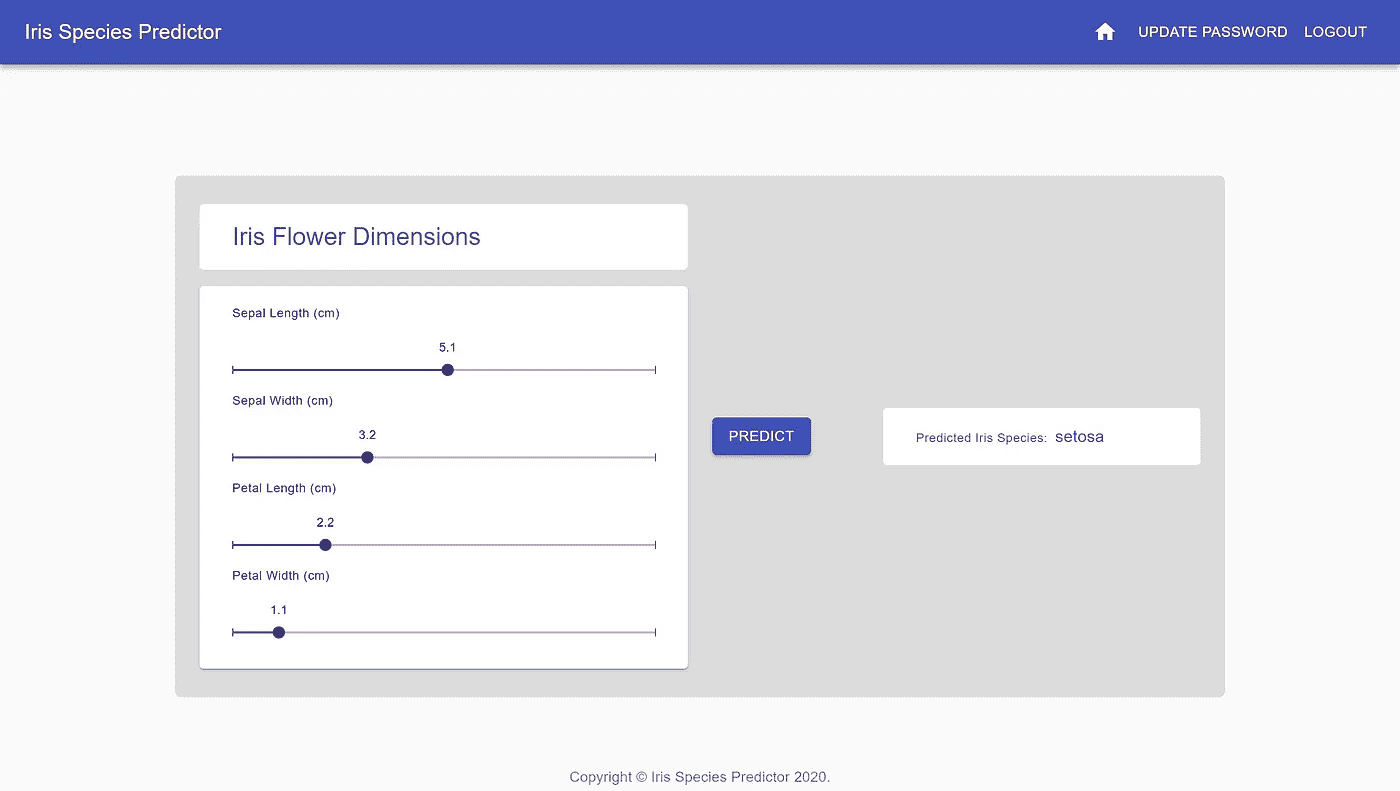 Iris Species Predictor
UPDATE PASSWORD
LOGOUT
Iris Flower Dimensions
Sepal Length (cm)
5.1
Sepal Width (cm)
3.2
Petal Length (cm)
2.2
Petal Width (cm)
1.1
PREDICT
Predicted Iris Species: setosa
Copyright © Iris Species Predictor 2020.